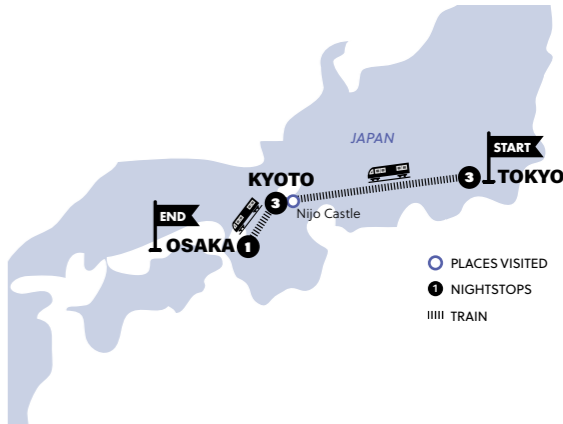 JAPAN
START
3
TOKYO
KYOTO
3
Nijo Castle
END
OSAKA
1
PLACES VISITED
1 NIGHTSTOPS
TRAIN